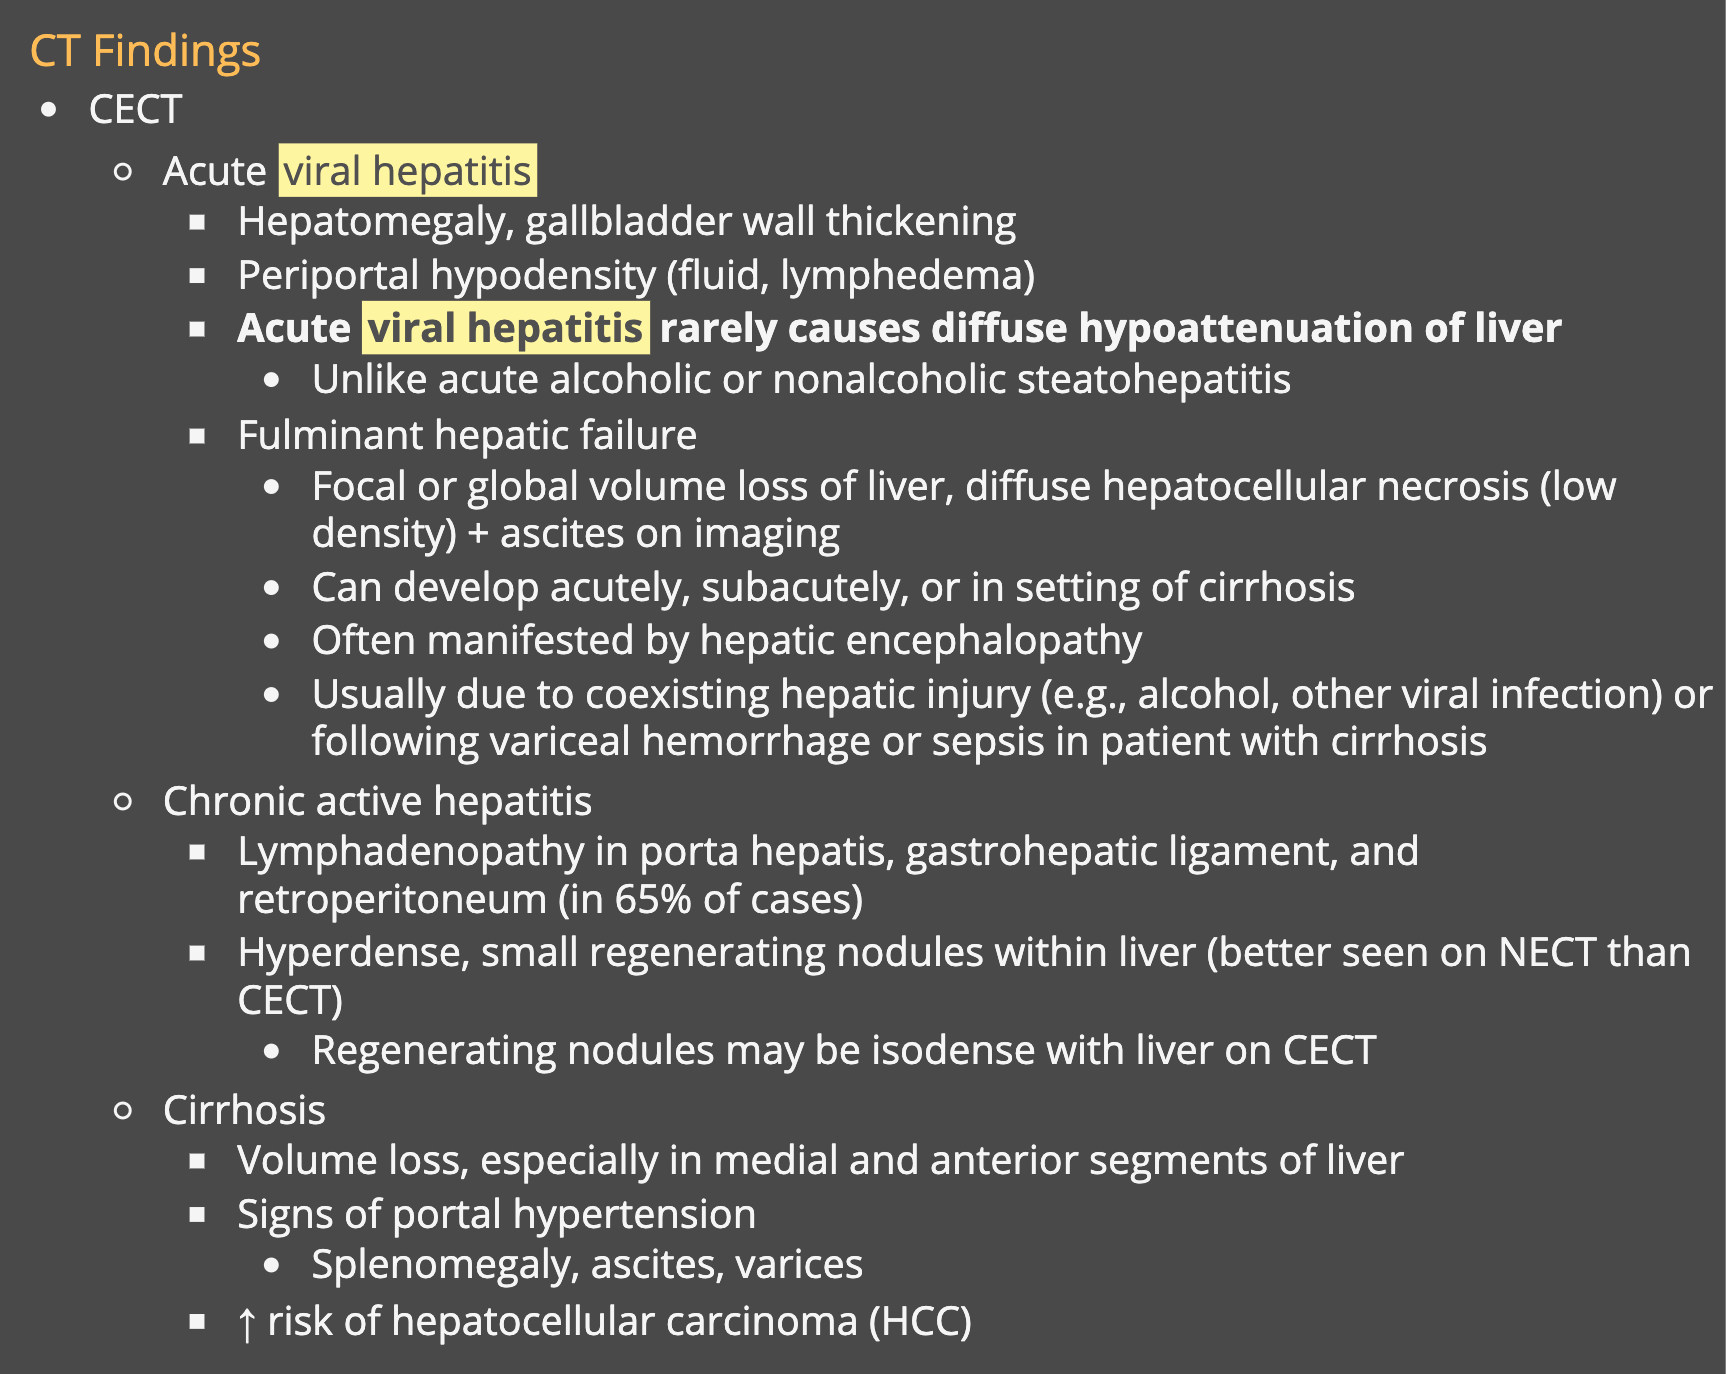 CT Findings
• CECT
○ Acute viral hepatitis
▪ Hepatomegaly, gallbladder wall thickening
▪ Periportal hypodensity (fluid, lymphedema)
▪ Acute viral hepatitis rarely causes diffuse hypoattenuation of liver
• Unlike acute alcoholic or nonalcoholic steatohepatitis
▪ Fulminant hepatic failure
• Focal or global volume loss of liver, diffuse hepatocellular necrosis (low
density) + ascites on imaging
• Can develop acutely, subacutely, or in setting of cirrhosis
• Often manifested by hepatic encephalopathy
• Usually due to coexisting hepatic injury (e.g., alcohol, other viral infection) or
following variceal hemorrhage or sepsis in patient with cirrhosis
○ Chronic active hepatitis
▪ Lymphadenopathy in porta hepatis, gastrohepatic ligament, and
retroperitoneum (in 65% of cases)
▪ Hyperdense, small regenerating nodules within liver (better seen on NECT than
CECT)
• Regenerating nodules may be isodense with liver on CECT
○ Cirrhosis
▪ Volume loss, especially in medial and anterior segments of liver
▪ Signs of portal hypertension
• Splenomegaly, ascites, varices
▪ ↑ risk of hepatocellular carcinoma (HCC)